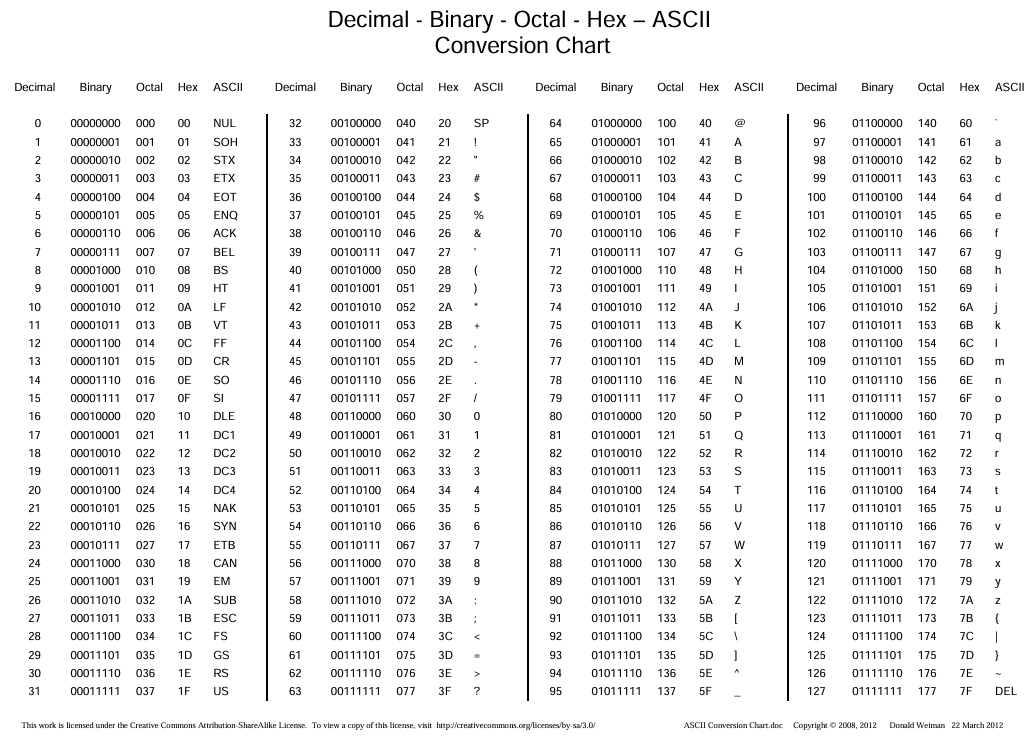 Decimal - Binary - Octal - Hex – ASCII
Conversion Chart
Decimal Binary Octal Hex ASCII Decimal Binary Octal Hex ASCII Decimal Binary Octal Hex ASCII Decimal Binary Octal Hex ASCII
0 00000000 000 00 NUL 32 00100000 040 20 SP 64 01000000 100 40 @ 96 01100000 140 60 `
1 00000001 001 01 SOH 33 00100001 041 21 ! 65 01000001 101 41 A 97 01100001 141 61 a
2 00000010 002 02 STX 34 00100010 042 22 " 66 01000010 102 42 B 98 01100010 142 62 b
3 00000011 003 03 ETX 35 00100011 043 23 # 67 01000011 103 43 C 99 01100011 143 63 c
4 00000100 004 04 EOT 36 00100100 044 24 $ 68 01000100 104 44 D 100 01100100 144 64 d
5 00000101 005 05 ENQ 37 00100101 045 25 % 69 01000101 105 45 E 101 01100101 145 65 e
6 00000110 006 06 ACK 38 00100110 046 26 & 70 01000110 106 46 F 102 01100110 146 66 f
7 00000111 007 07 BEL 39 00100111 047 27 ` 71 01000111 107 47 G 103 01100111 147 67 g
8 00001000 010 08 BS 40 00101000 050 28 ( 72 01001000 110 48 H 104 01101000 150 68 h
9 00001001 011 09 HT 41 00101001 051 29 ) 73 01001001 111 49 I 105 01101001 151 69 i
10 00001010 012 0A LF 42 00101010 052 2A * 74 01001010 112 4A J 106 01101010 152 6A j
11 00001011 013 0B VT 43 00101011 053 2B + 75 01001011 113 4B K 107 01101011 153 6B k
12 00001100 014 0C FF 44 00101100 054 2C , 76 01001100 114 4C L 108 01101100 154 6C l
13 00001101 015 0D CR 45 00101101 055 2D - 77 01001101 115 4D M 109 01101101 155 6D m
14 00001110 016 0E SO 46 00101110 056 2E . 78 01001110 116 4E N 110 01101110 156 6E n
15 00001111 017 0F SI 47 00101111 057 2F / 79 01001111 117 4F O 111 01101111 157 6F o
16 00010000 020 10 DLE 48 00110000 060 30 0 80 01010000 120 50 P 112 01110000 160 70 p
17 00010001 021 11 DC1 49 00110001 061 31 1 81 01010001 121 51 Q 113 01110001 161 71 q
18 00010010 022 12 DC2 50 00110010 062 32 2 82 01010010 122 52 R 114 01110010 162 72 r
19 00010011 023 13 DC3 51 00110011 063 33 3 83 01010011 123 53 S 115 01110011 163 73 s
20 00010100 024 14 DC4 52 00110100 064 34 4 84 01010100 124 54 T 116 01110100 164 74 t
21 00010101 025 15 NAK 53 00110101 065 35 5 85 01010101 125 55 U 117 01110101 165 75 u
22 00010110 026 16 SYN 54 00110110 066 36 6 86 01010110 126 56 V 118 01110110 166 76 v
23 00010111 027 17 ETB 55 00110111 067 37 7 87 01010111 127 57 W 119 01110111 167 77 w
24 00011000 030 18 CAN 56 00111000 070 38 8 88 01011000 130 58 X 120 01111000 170 78 x
25 00011001 031 19 EM 57 00111001 071 39 9 89 01011001 131 59 Y 121 01111001 171 79 y
26 00011010 032 1A SUB 58 00111010 072 3A : 90 01011010 132 5A Z 122 01111010 172 7A z
27 00011011 033 1B ESC 59 00111011 073 3B ; 91 01011011 133 5B [ 123 01111011 173 7B {
28 00011100 034 1C FS 60 00111100 074 3C < 92 01011100 134 5C \ 124 01111100 174 7C |
29 00011101 035 1D GS 61 00111101 075 3D = 93 01011101 135 5D ] 125 01111101 175 7D }
30 00011110 036 1E RS 62 00111110 076 3E > 94 01011110 136 5E ^ 126 01111110 176 7E ~
31 00011111 037 1F US 63 00111111 077 3F ? 95 01011111 137 5F _ 127 01111111 177 7F DEL
This work is licensed under the Creative Commons Attribution-ShareAlike License. To view a copy of this license, visit http://creativecommons.org/licenses/by-sa/3.0/ ASCII Conversion Chart.doc Copyright © 2008, 2012 Donald Weiman 22 March 2012